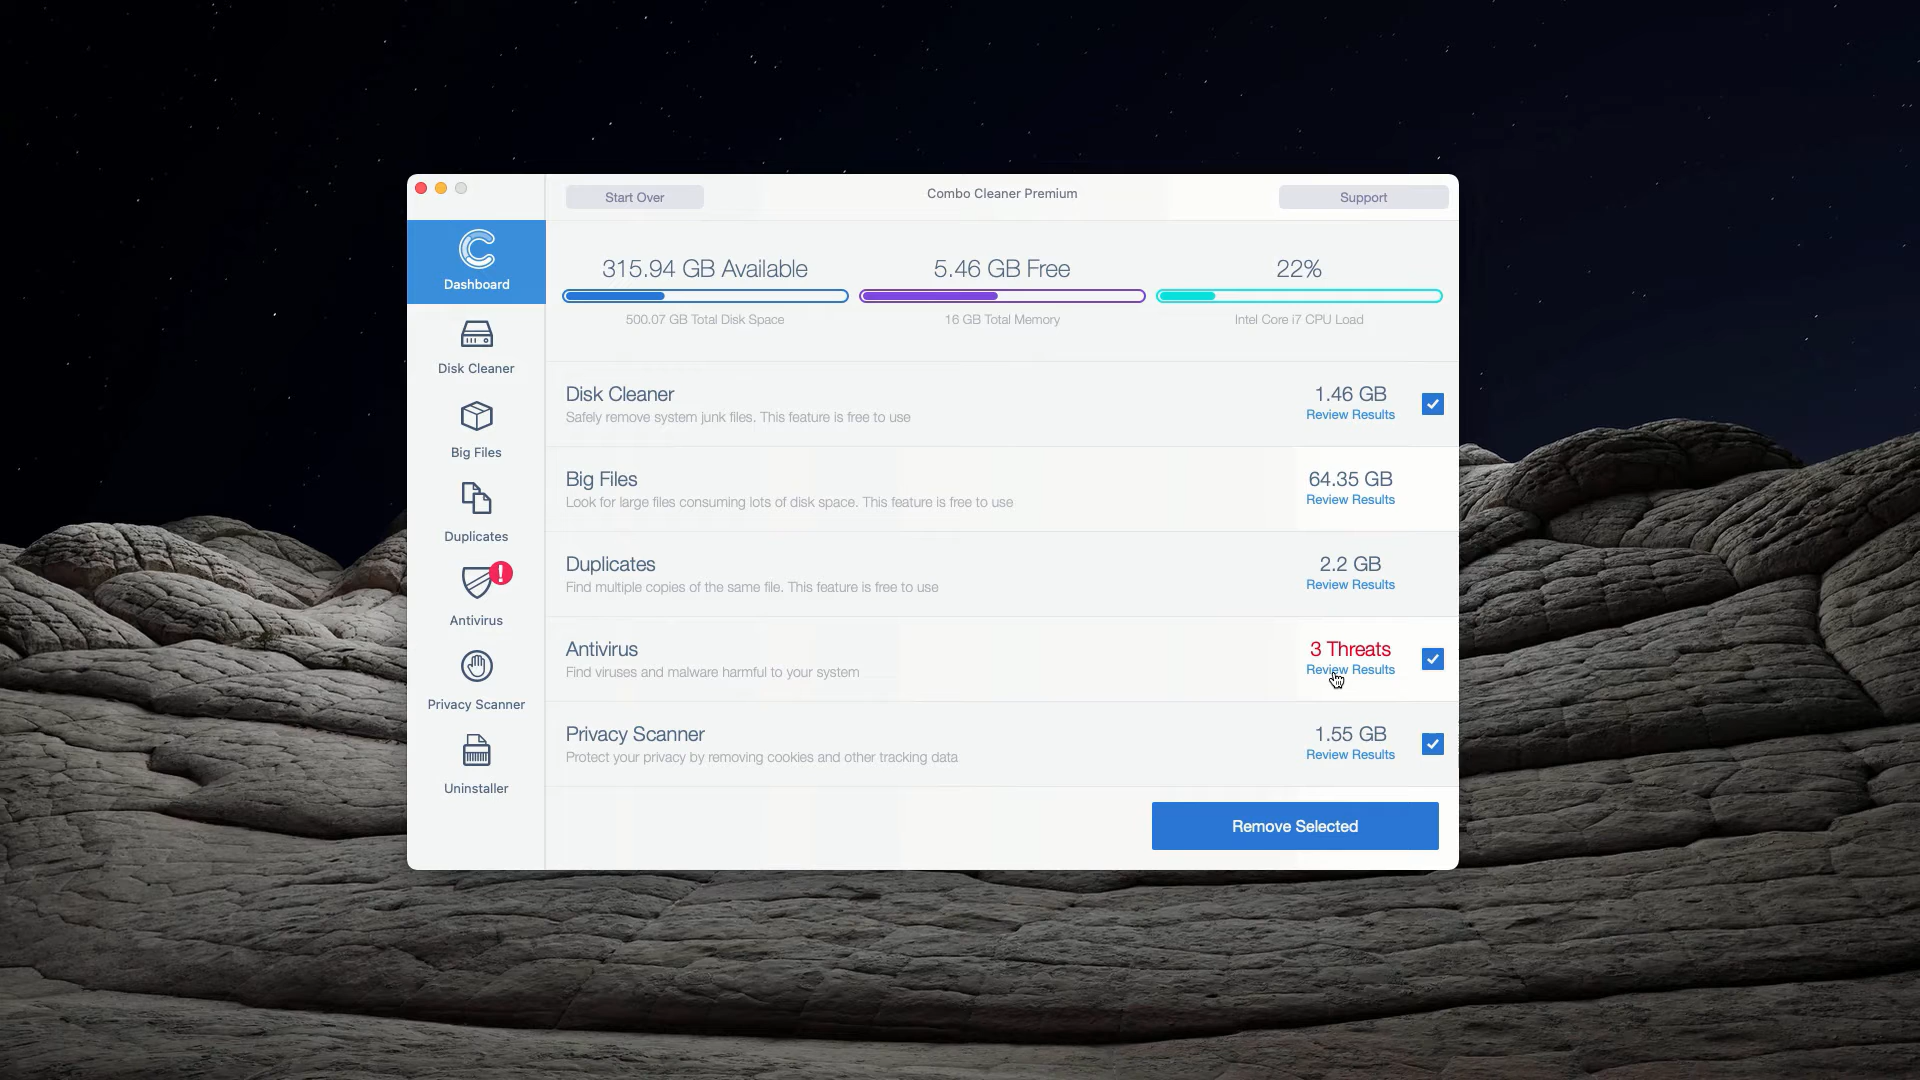 Start Over
Combo Cleaner Premium
Support
Dashboard
Disk Cleaner
Big Files
Duplicates
Antivirus
Privacy Scanner
Uninstaller
315.94 GB Available
500.07 GB Total Disk Space
5.46 GB Free
16 GB Total Memory
22%
Intel Core i7 CPU Load
Disk Cleaner
Safely remove system junk files. This feature is free to use
1.46 GB
Review Results
Big Files
Look for large files consuming lots of disk space. This feature is free to use
64.35 GB
Review Results
Duplicates
Find multiple copies of the same file. This feature is free to use
2.2 GB
Review Results
Antivirus
Find viruses and malware harmful to your system
3 Threats
Review Results
Privacy Scanner
Protect your privacy by removing cookies and other tracking data
1.55 GB
Review Results
Remove Selected